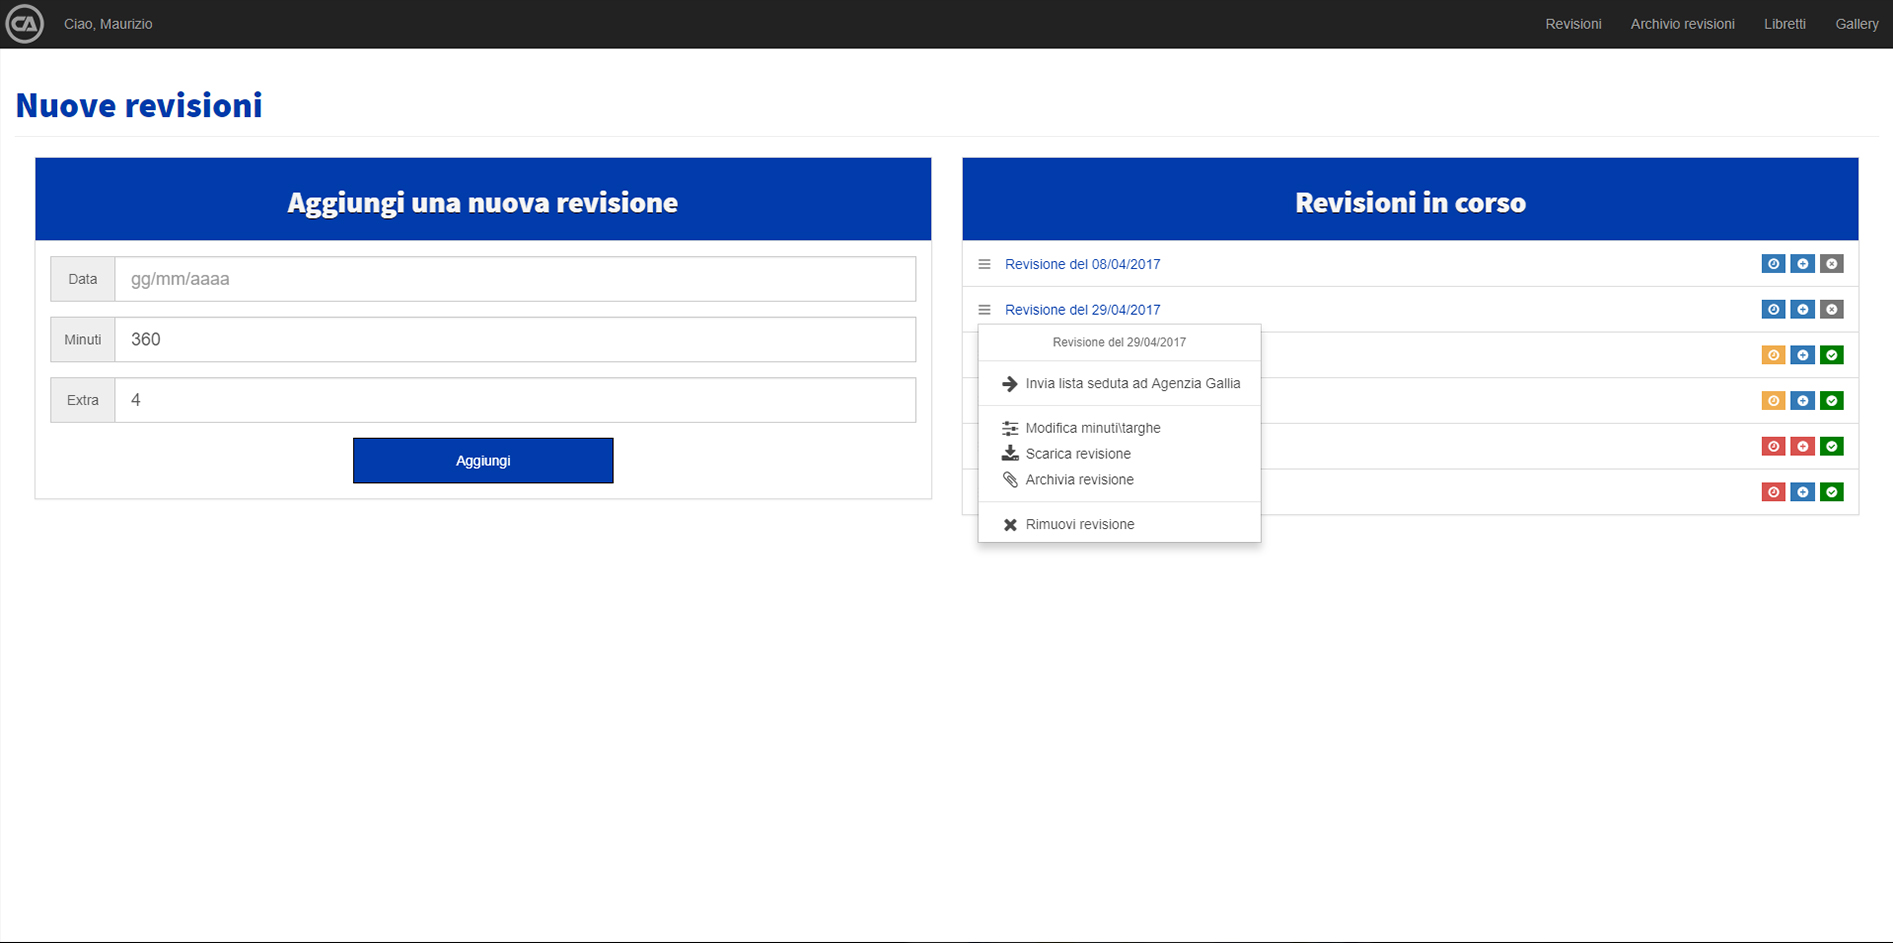 CA
Ciao, Maurizio
Revisioni
Archivio revisioni
Libretti
Gallery
Nuove revisioni
Aggiungi una nuova revisione
Data
gg/mm/aaaa
Minuti
360
Extra
4
Aggiungi
Revisioni in corso
Revisione del 08/04/2017
Revisione del 29/04/2017
Revisione del 29/04/2017
Invia lista seduta ad Agenzia Gallia
Modifica minuti\targhe
Scarica revisione
Archivia revisione
Rimuovi revisione